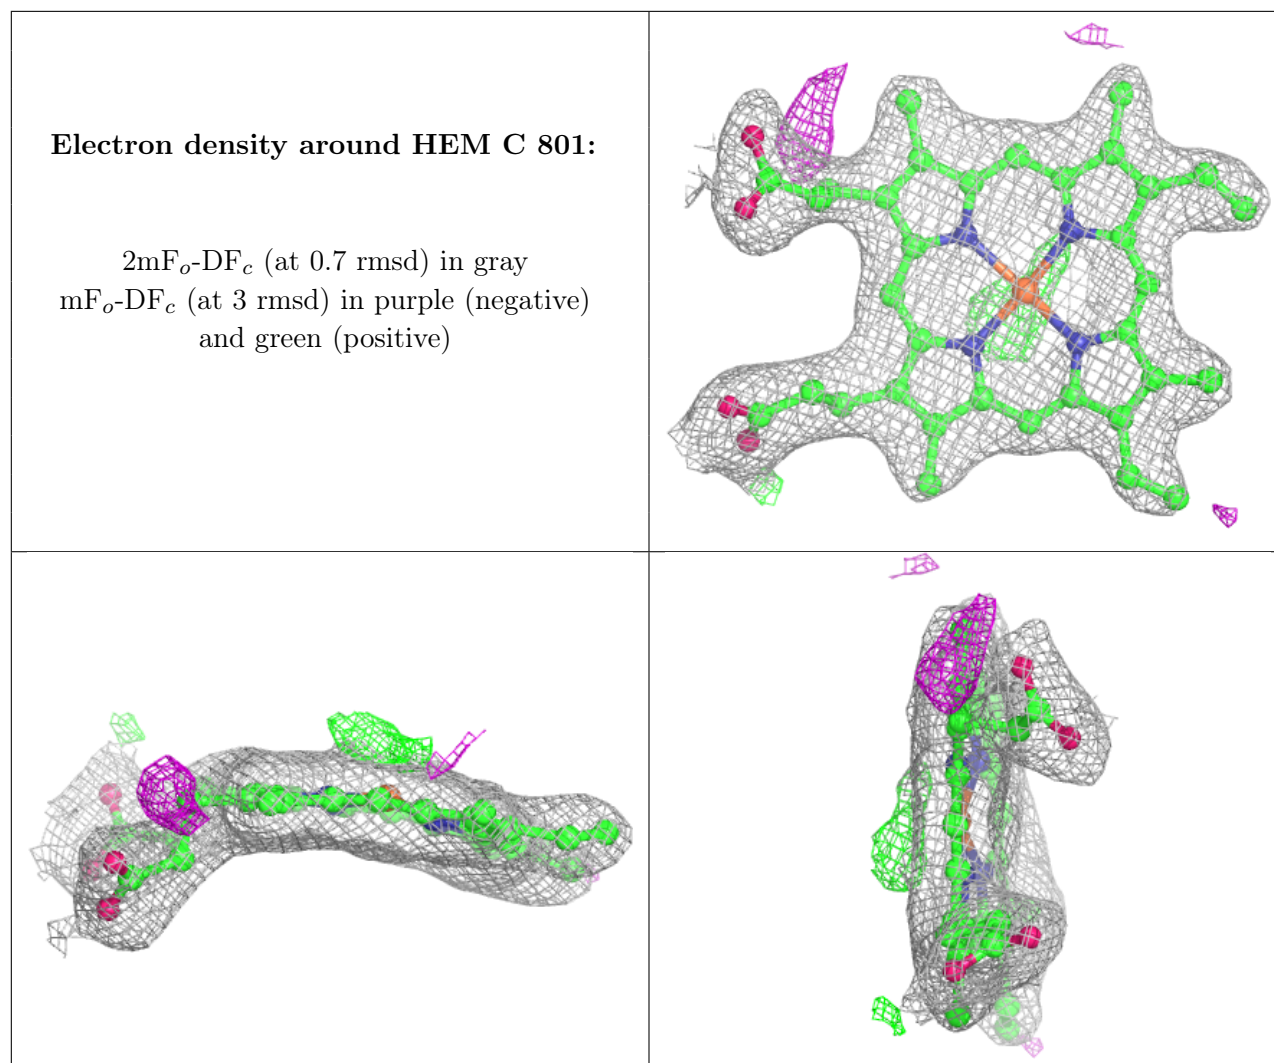 Electron density around HEM C 801:
2mFo-DFc (at 0.7 rmsd) in gray
mFo-DFc (at 3 rmsd) in purple (negative)
and green (positive)